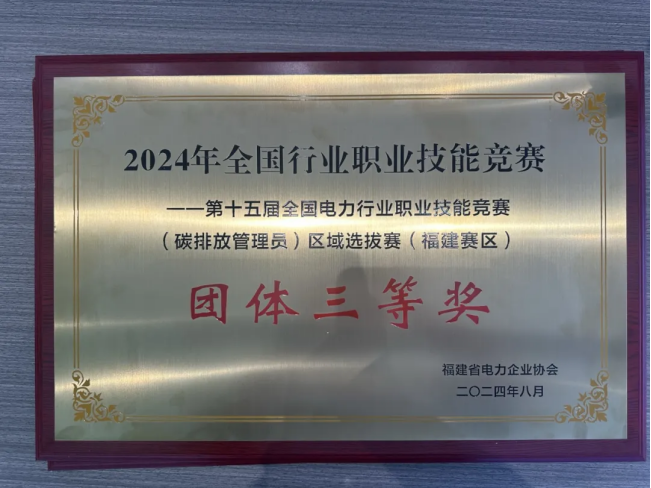 2024年全国行业职业技能竞赛
——第十五届全国电力行业职业技能竞赛
（碳排放管理员）区域选拔赛（福建赛区）
团体三等奖
福建省电力企业协会
二〇二四年八月